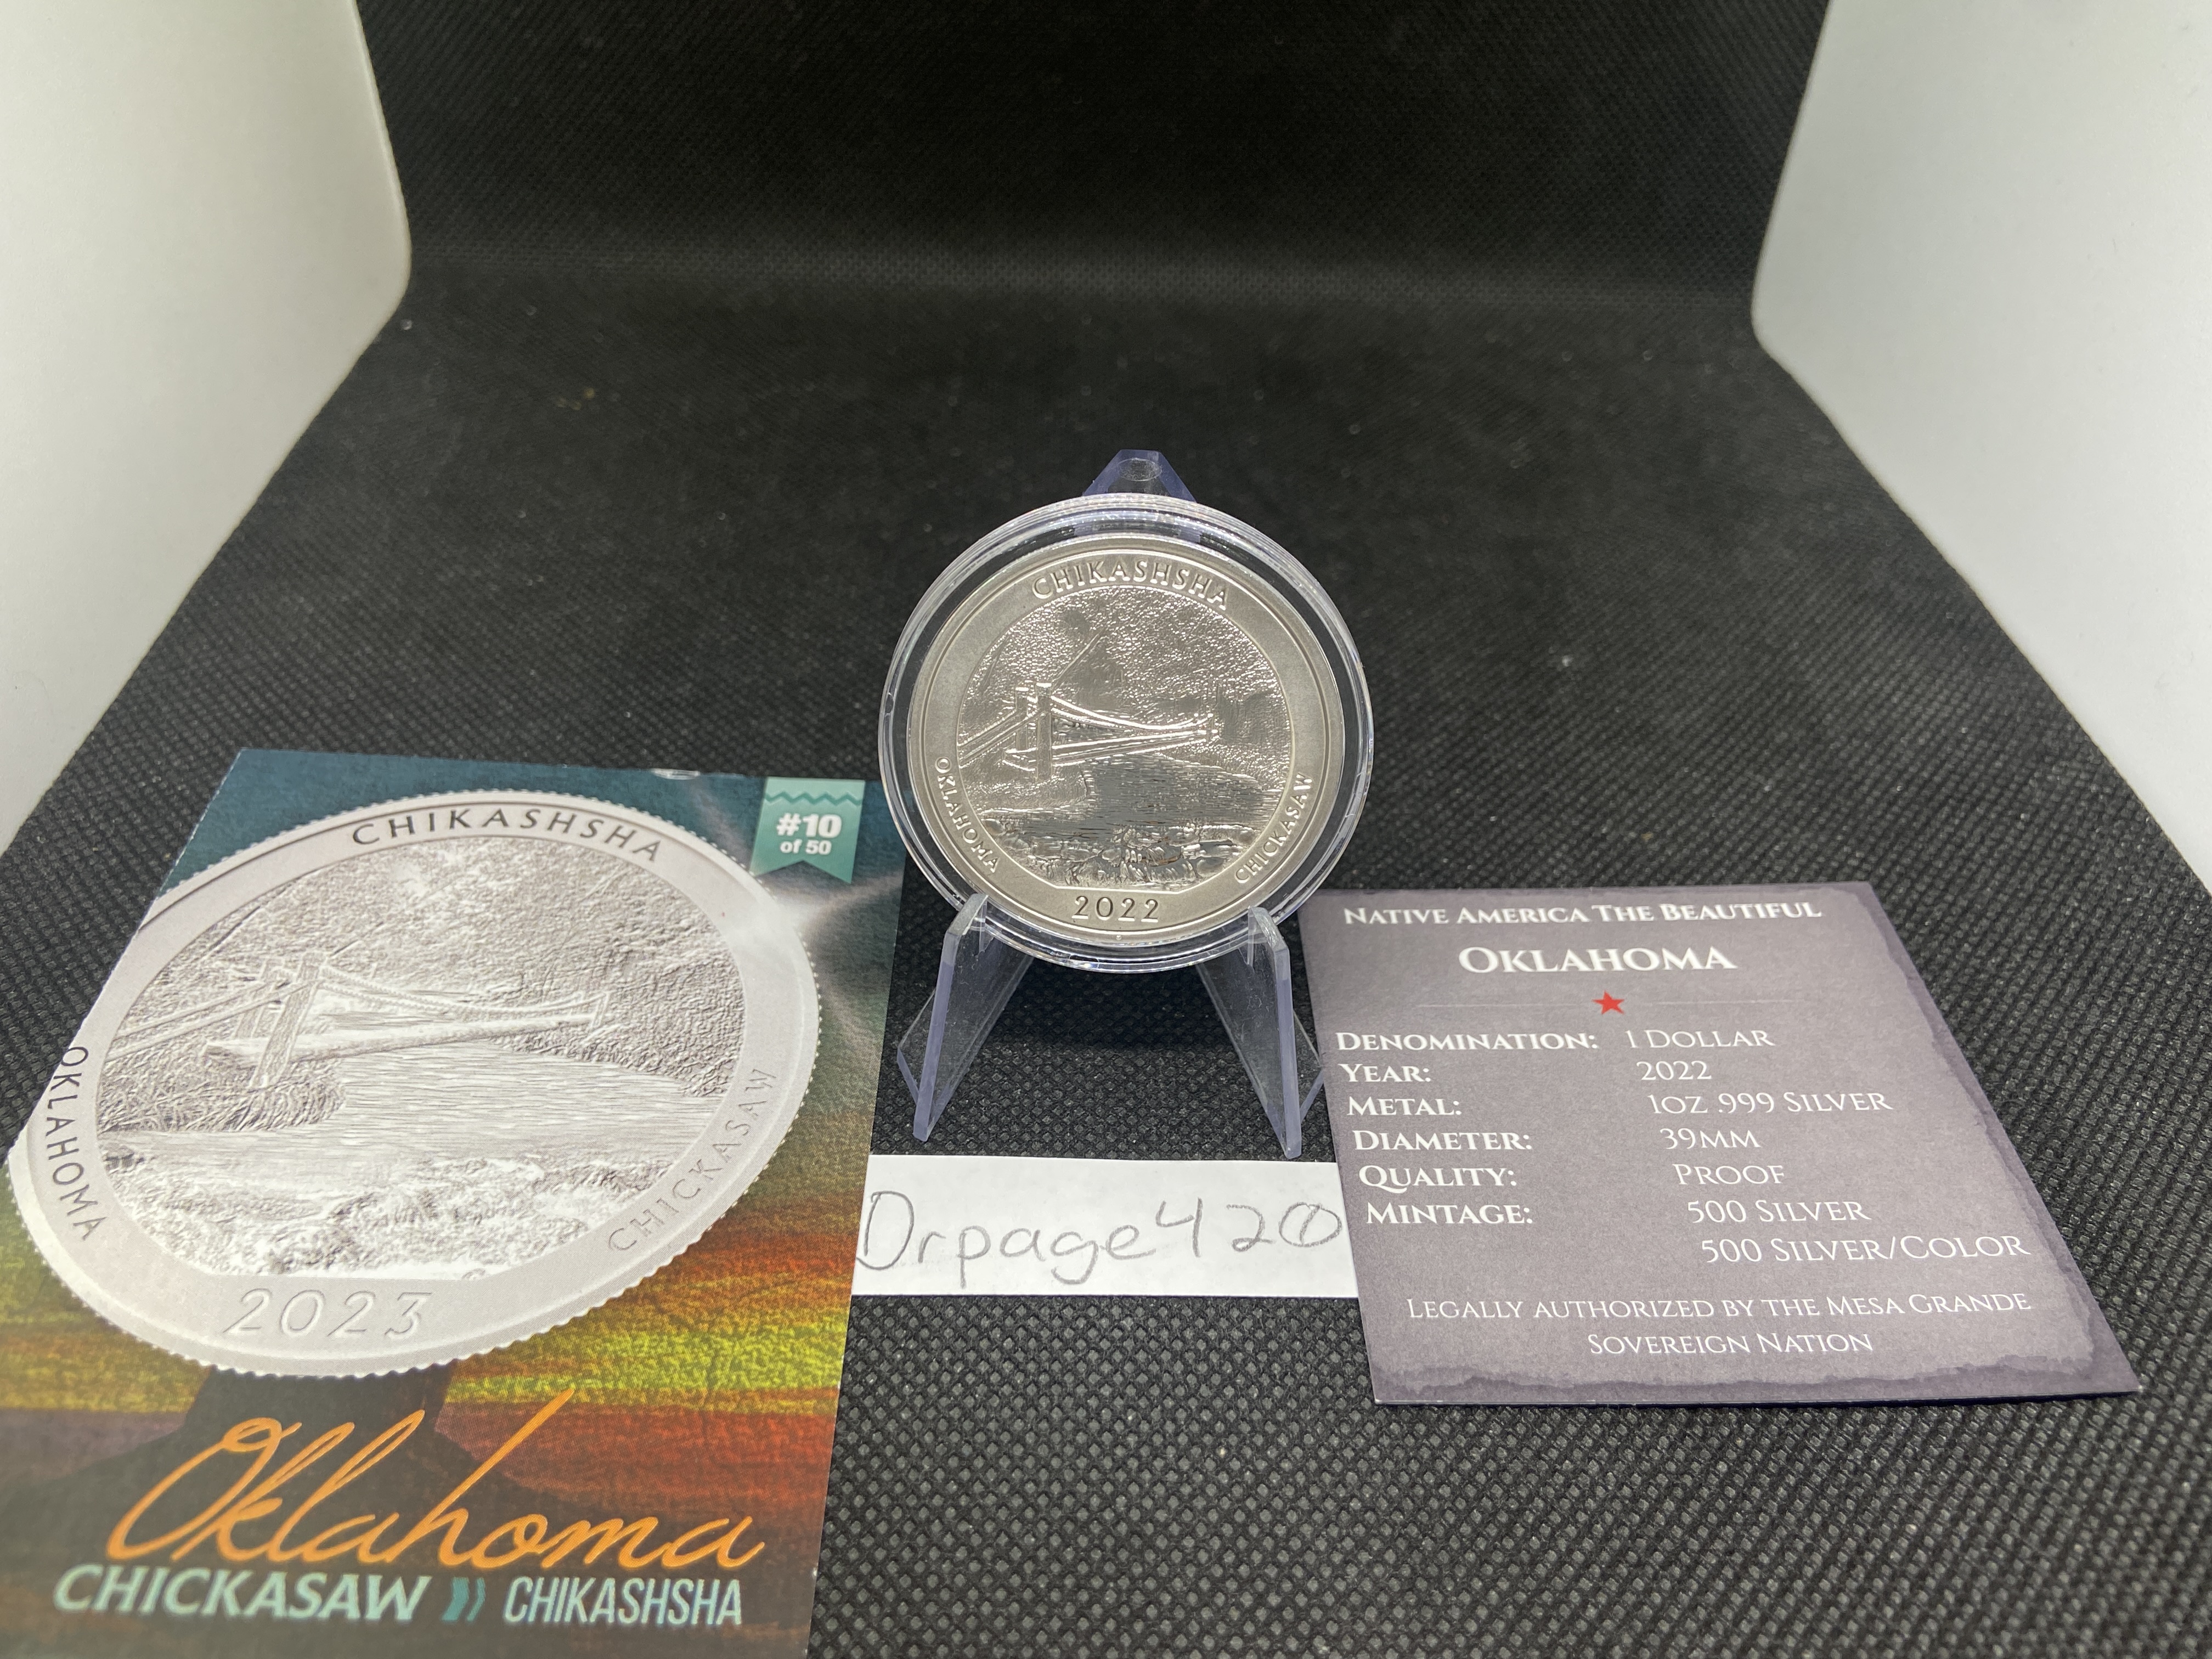 CHIKASHSHA
OKLAHOMA
CHICKASAW
2022
CHIKASHSHA
#10
of 50
OKLAHOMA
CHICKASAW
2023
Oklahoma
CHICKASAW CHIKASHSHA
Drpage420
NATIVE AMERICA THE BEAUTIFUL
OKLAHOMA
DENOMINATION: 1 DOLLAR
YEAR: 2022
METAL: 1OZ .999 SILVER
DIAMETER: 39MM
QUALITY: PROOF
MINTAGE: 500 SILVER
500 SILVER/COLOR
LEGALLY AUTHORIZED BY THE MESA GRANDE
SOVEREIGN NATION